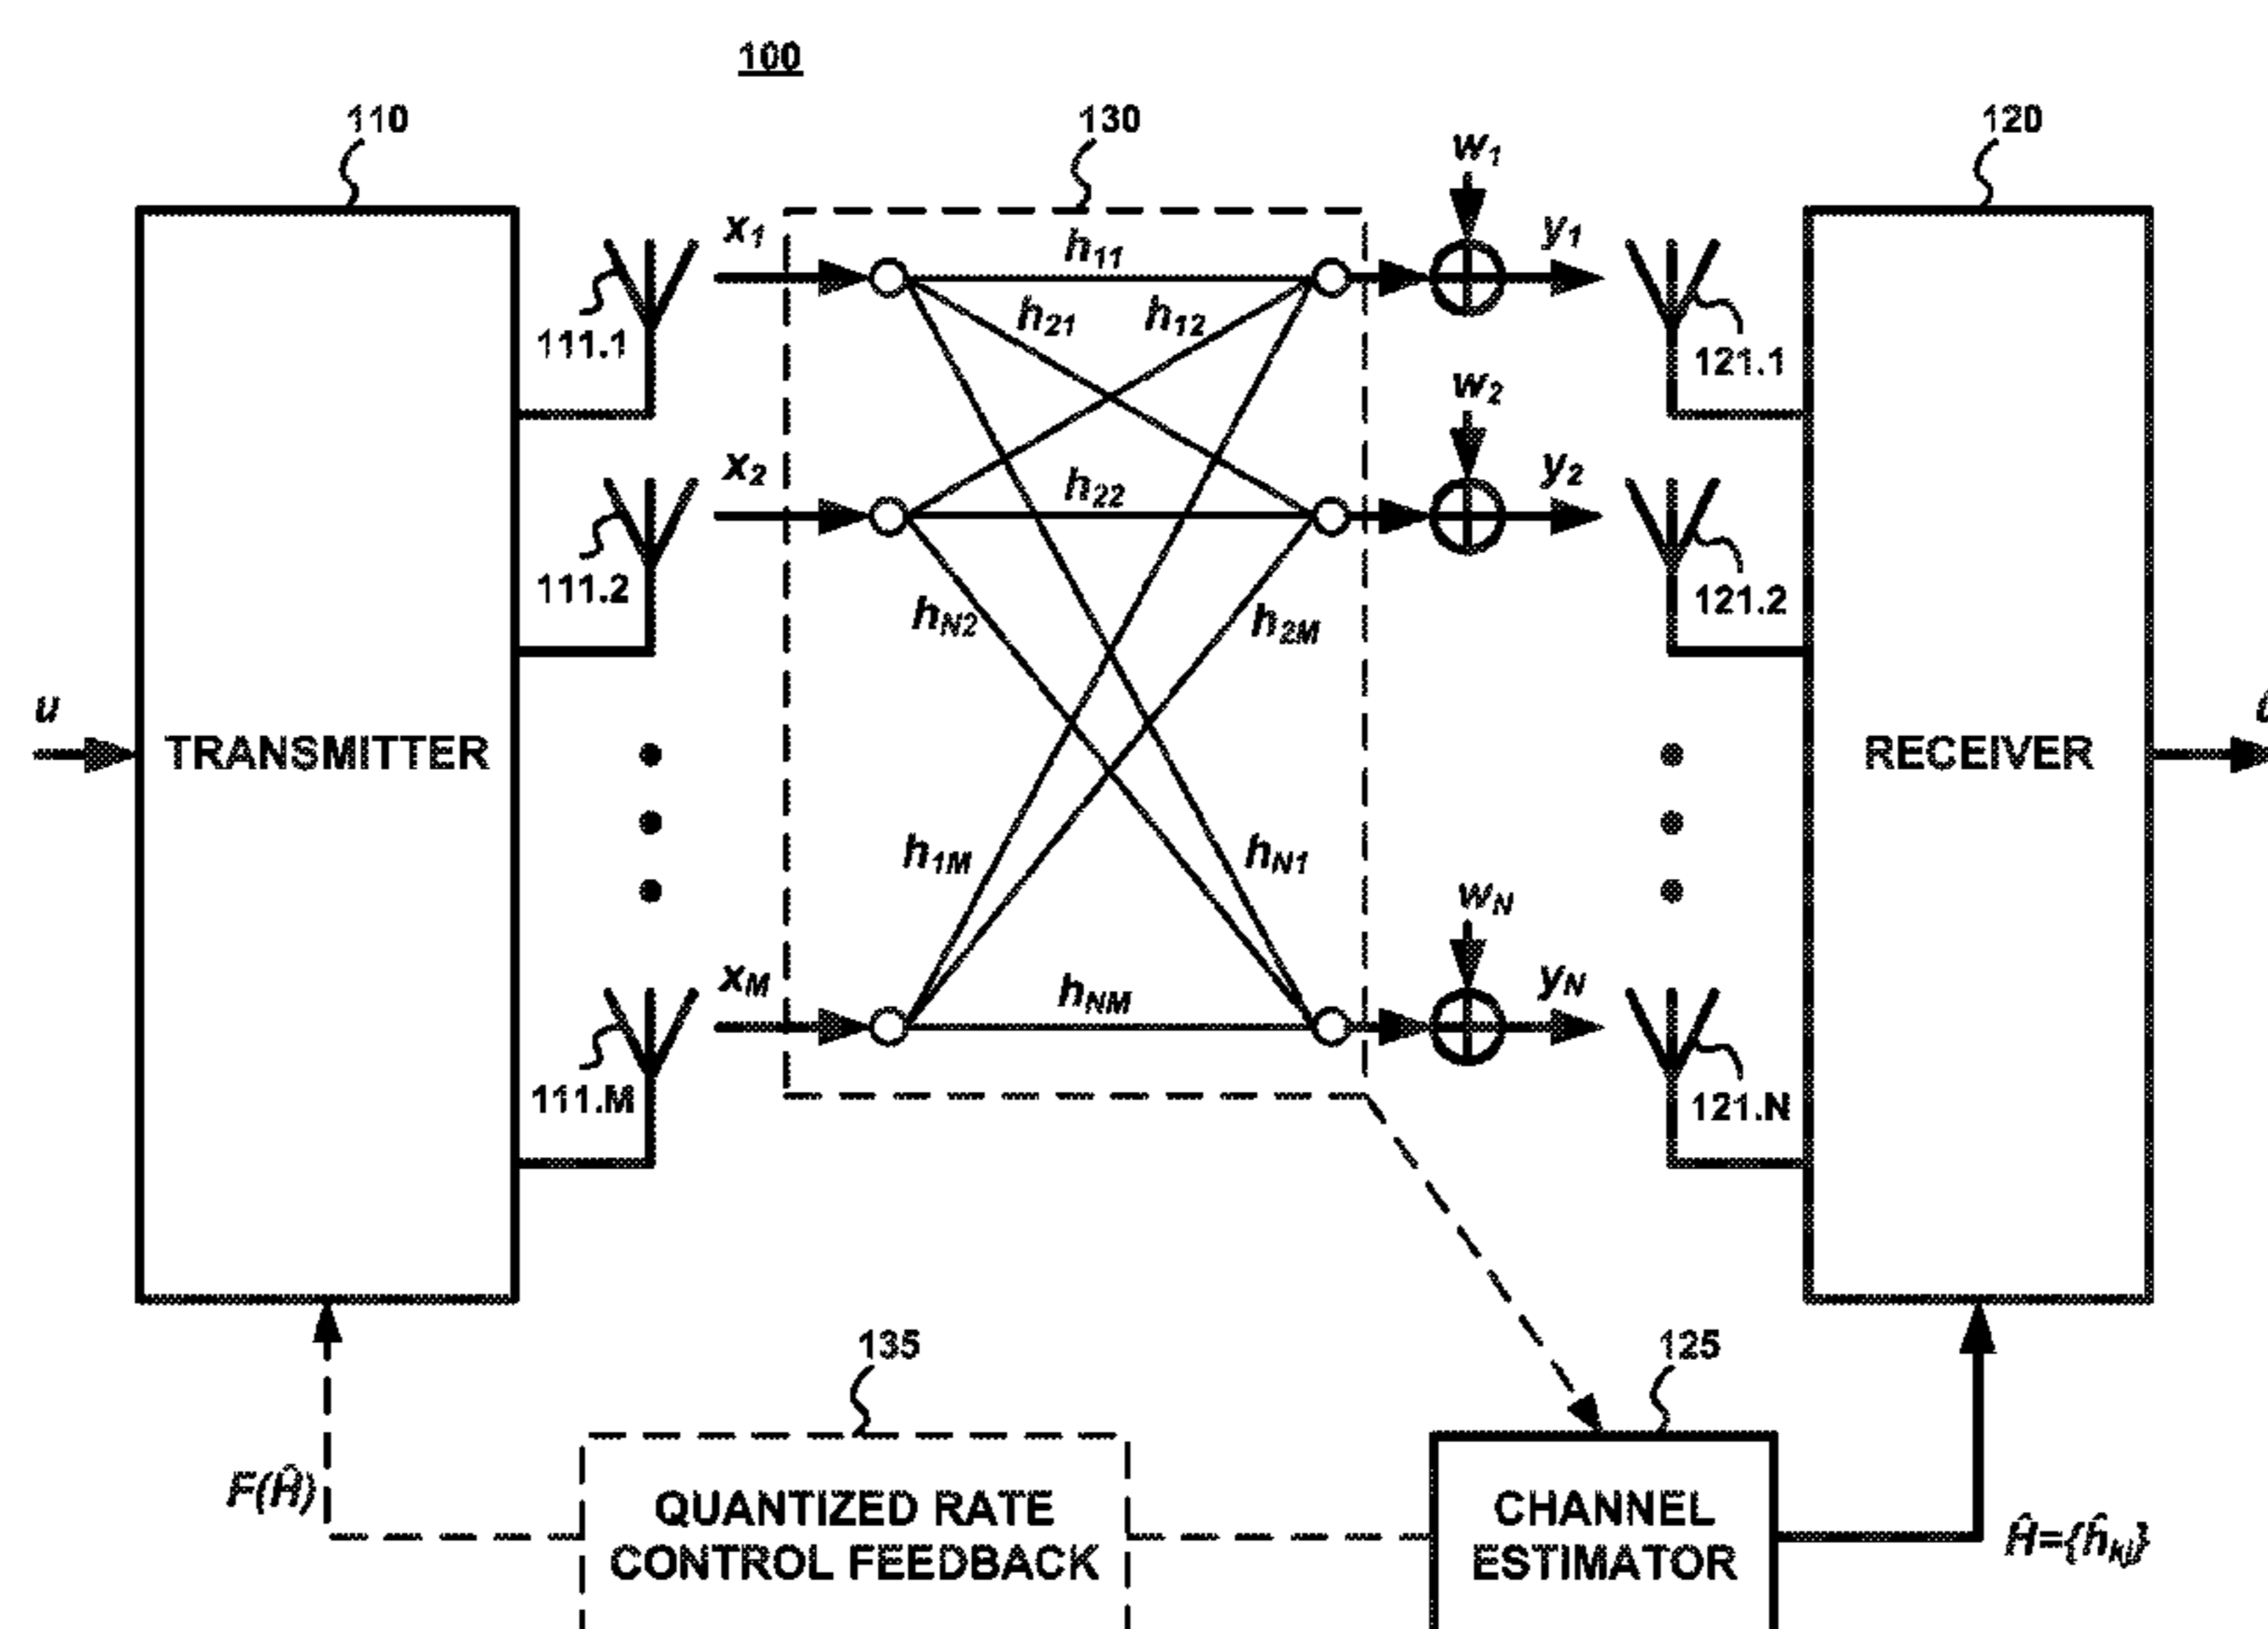 100
110
130
120
w1
x1
h11
y1
h21
h12
111.1
121.1
w2
x2
h22
y2
111.2
121.2
hN2
h2M
u
TRANSMITTER
RECEIVER
h1M
hN1
wN
xM
hNM
yN
111.M
121.N
135
125
F(Ĥ)
QUANTIZED RATE
CONTROL FEEDBACK
CHANNEL
ESTIMATOR
Ĥ={ĥkj}